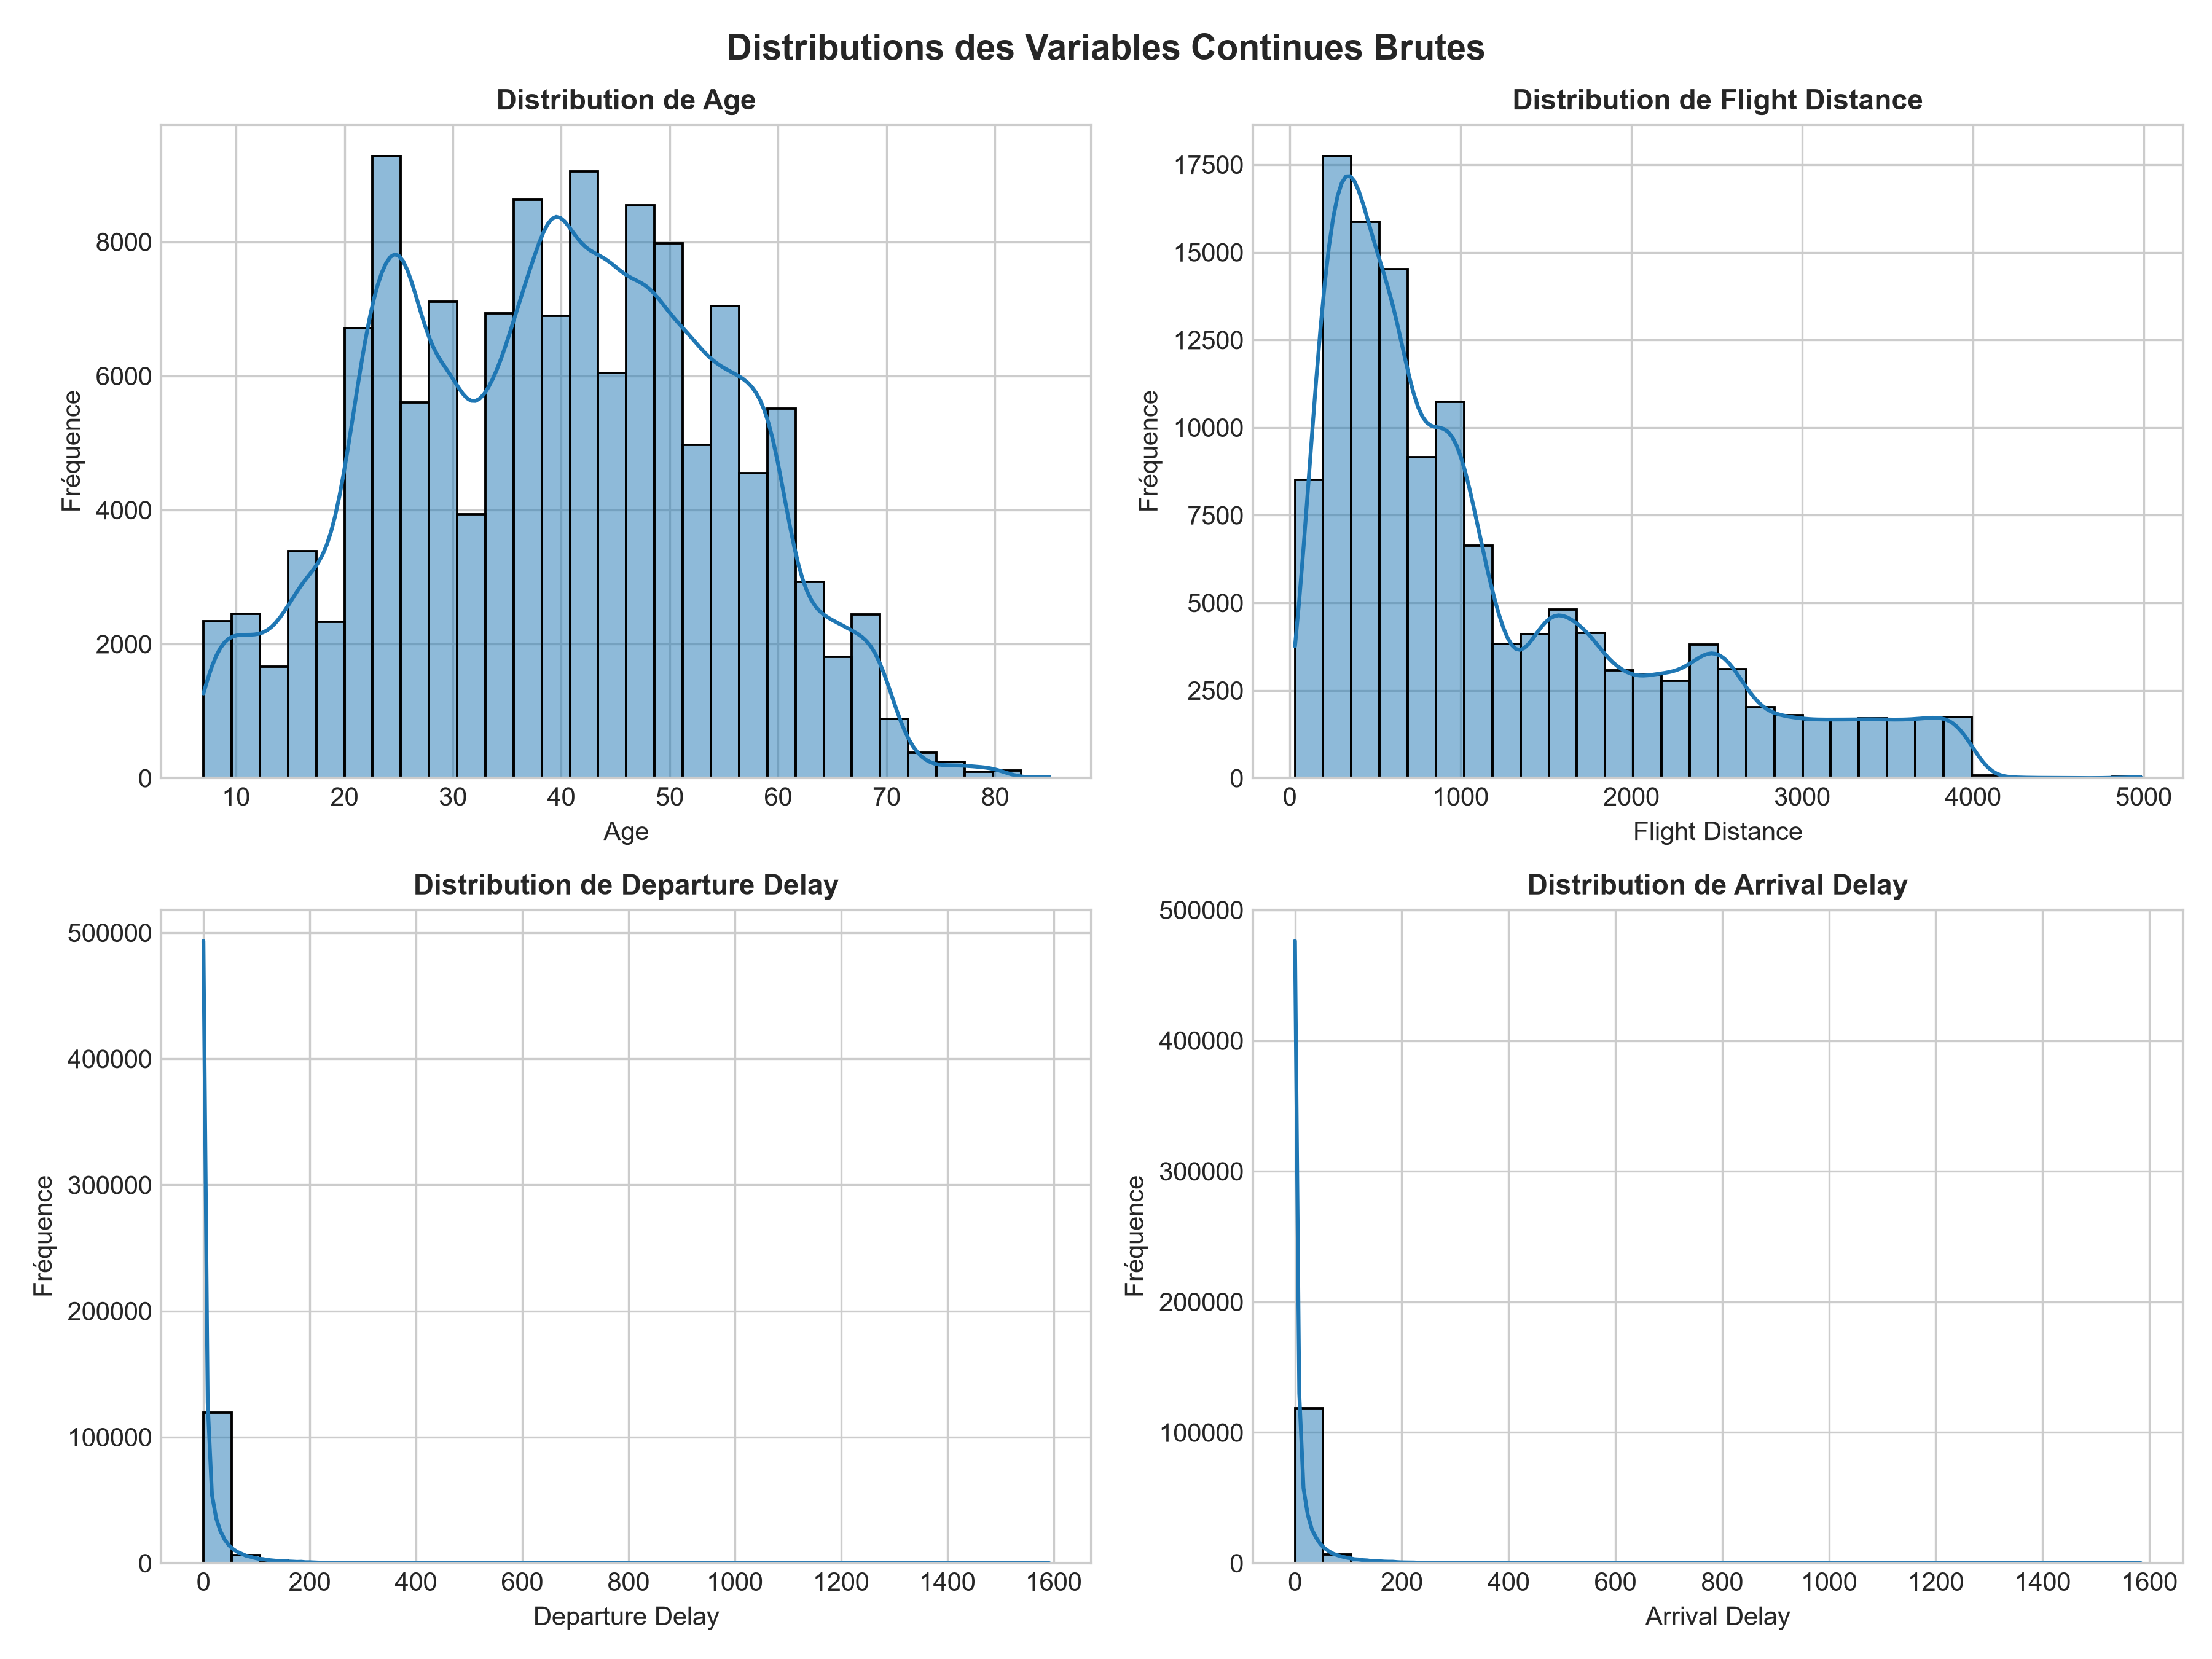 Distributions des Variables Continues Brutes
Distribution de Age
Fréquence
8000
6000
4000
2000
0
10 20 30 40 50 60 70 80
Age
Distribution de Flight Distance
Fréquence
17500
15000
12500
10000
7500
5000
2500
0
0 1000 2000 3000 4000 5000
Flight Distance
Distribution de Departure Delay
Fréquence
500000
400000
300000
200000
100000
0
0 200 400 600 800 1000 1200 1400 1600
Departure Delay
Distribution de Arrival Delay
Fréquence
500000
400000
300000
200000
100000
0
0 200 400 600 800 1000 1200 1400 1600
Arrival Delay